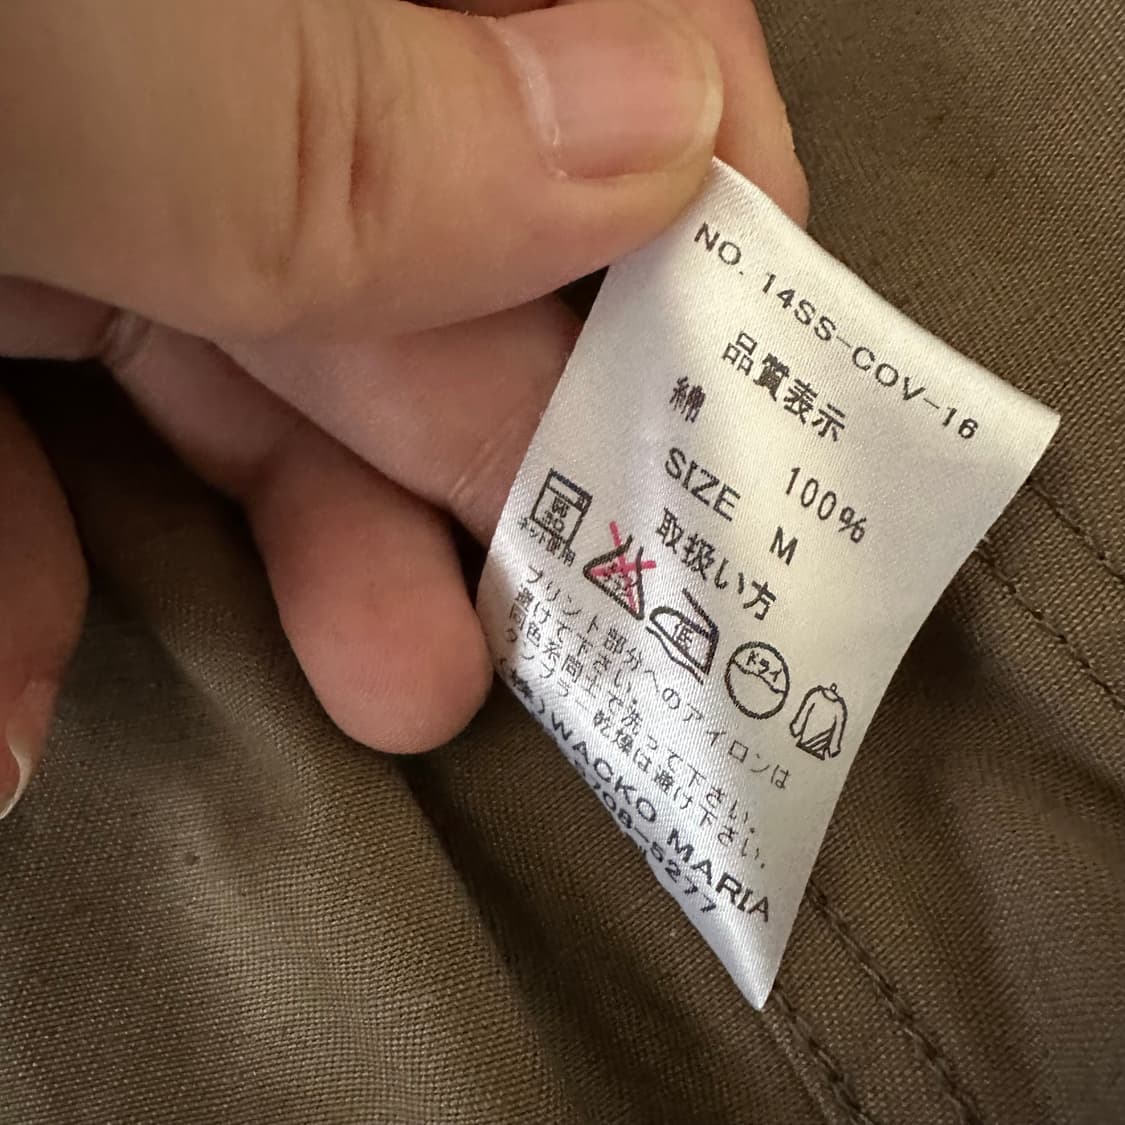 NO. 14SS-COV-16
品質表示
綿 100%
SIZE M
取扱い方
ネット使用
低
ドライ
プリント部分へのアイロンは
避けて下さい。
同色系同士で洗って下さい。
タンブラー乾燥は避け下さい。
(株)WACKO MARIA
5708-5277